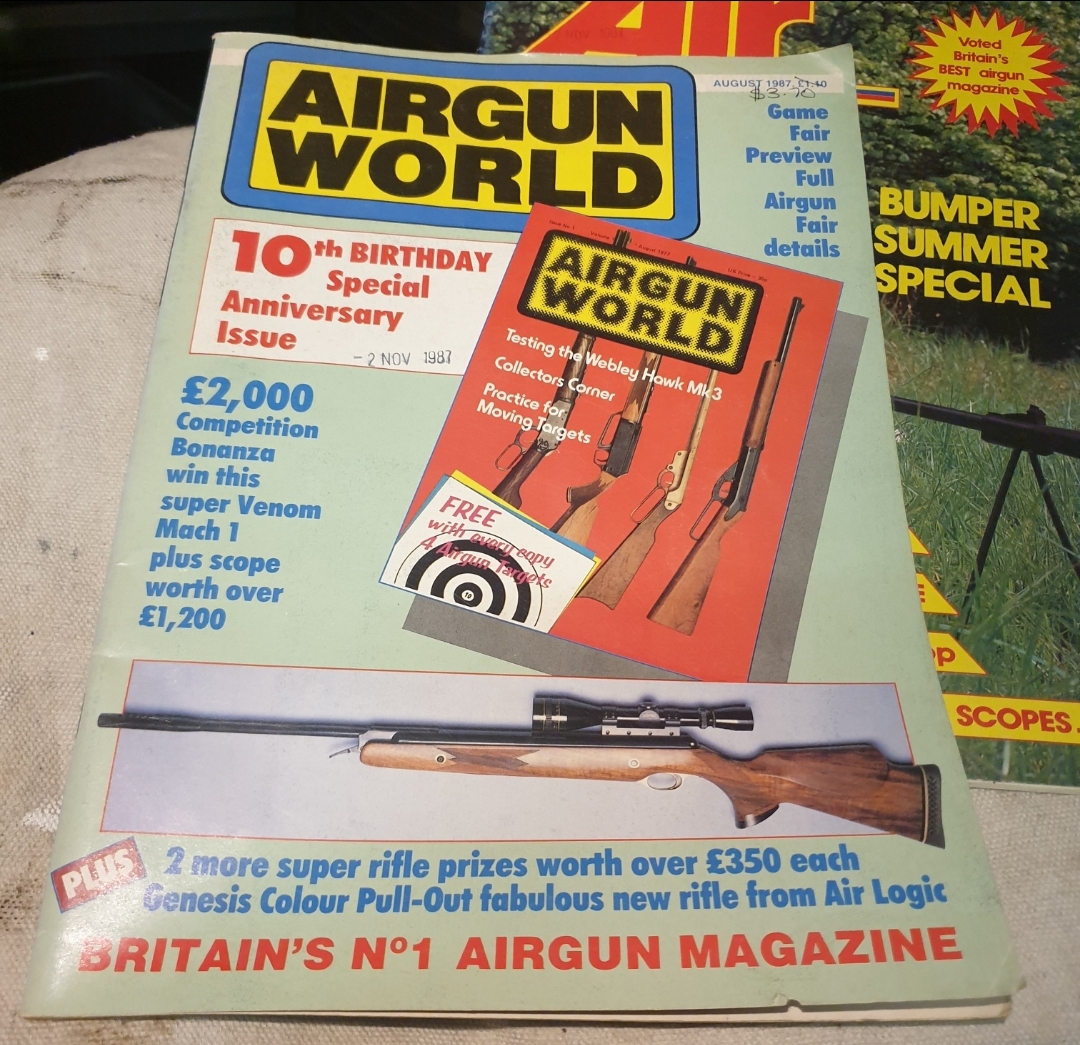 AIRGUN
WORLD
AUGUST 1987 £1.40
$3.70
Game
Fair
Preview
Full
Airgun
Fair
details
10th BIRTHDAY
Special
Anniversary
Issue
- 2 NOV 1987
£2,000
Competition
Bonanza
win this
super Venom
Mach 1
plus scope
worth over
£1,200
August 1977
AIRGUN
WORLD
Testing the Webley Hawk Mk 3
Collectors Corner
Practice for
Moving Targets
FREE
with every copy
4 Airgun Targets
10
PLUS
2 more super rifle prizes worth over £350 each
Genesis Colour Pull-Out fabulous new rifle from Air Logic
BRITAIN'S Nº1 AIRGUN MAGAZINE
Air
Voted
Britain's
BEST airgun
magazine
BUMPER
SUMMER
SPECIAL
SCOPES